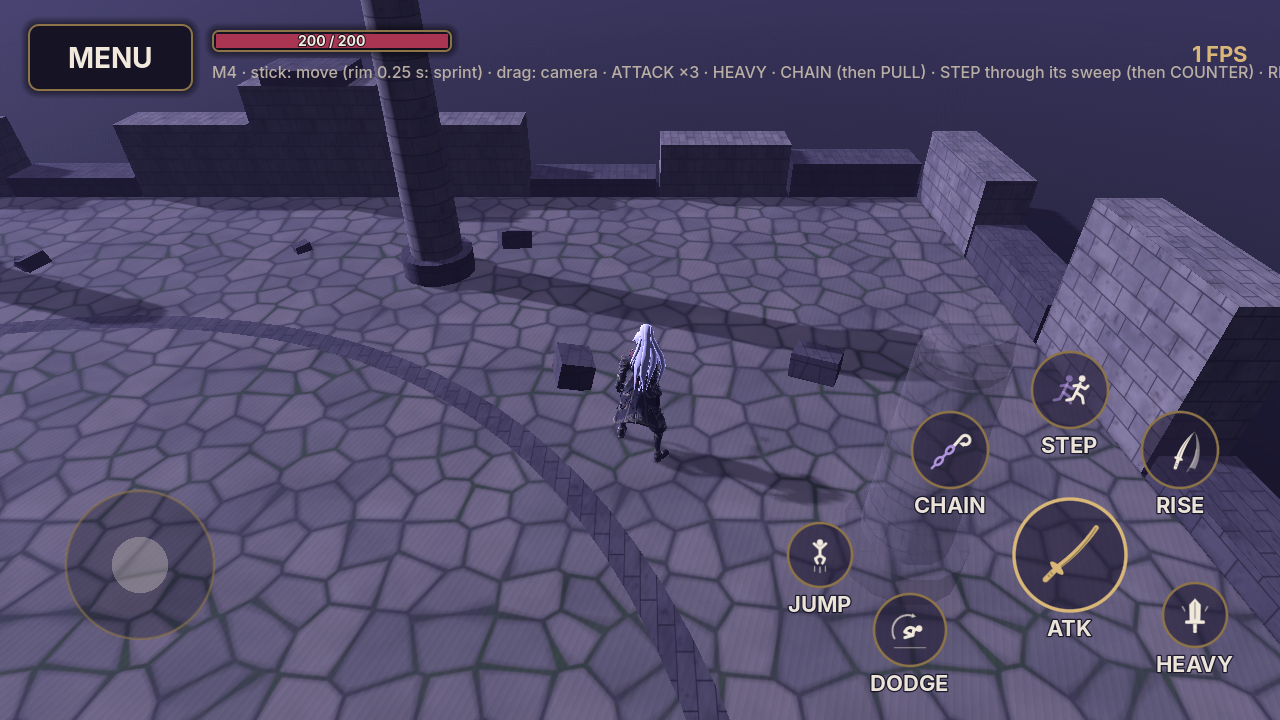 MENU
200 / 200
1 FPS
M4 · stick: move (rim 0.25 s: sprint) · drag: camera · ATTACK ×3 · HEAVY · CHAIN (then PULL) · STEP through its sweep (then COUNTER) ·
STEP
CHAIN
RISE
JUMP
ATK
HEAVY
DODGE